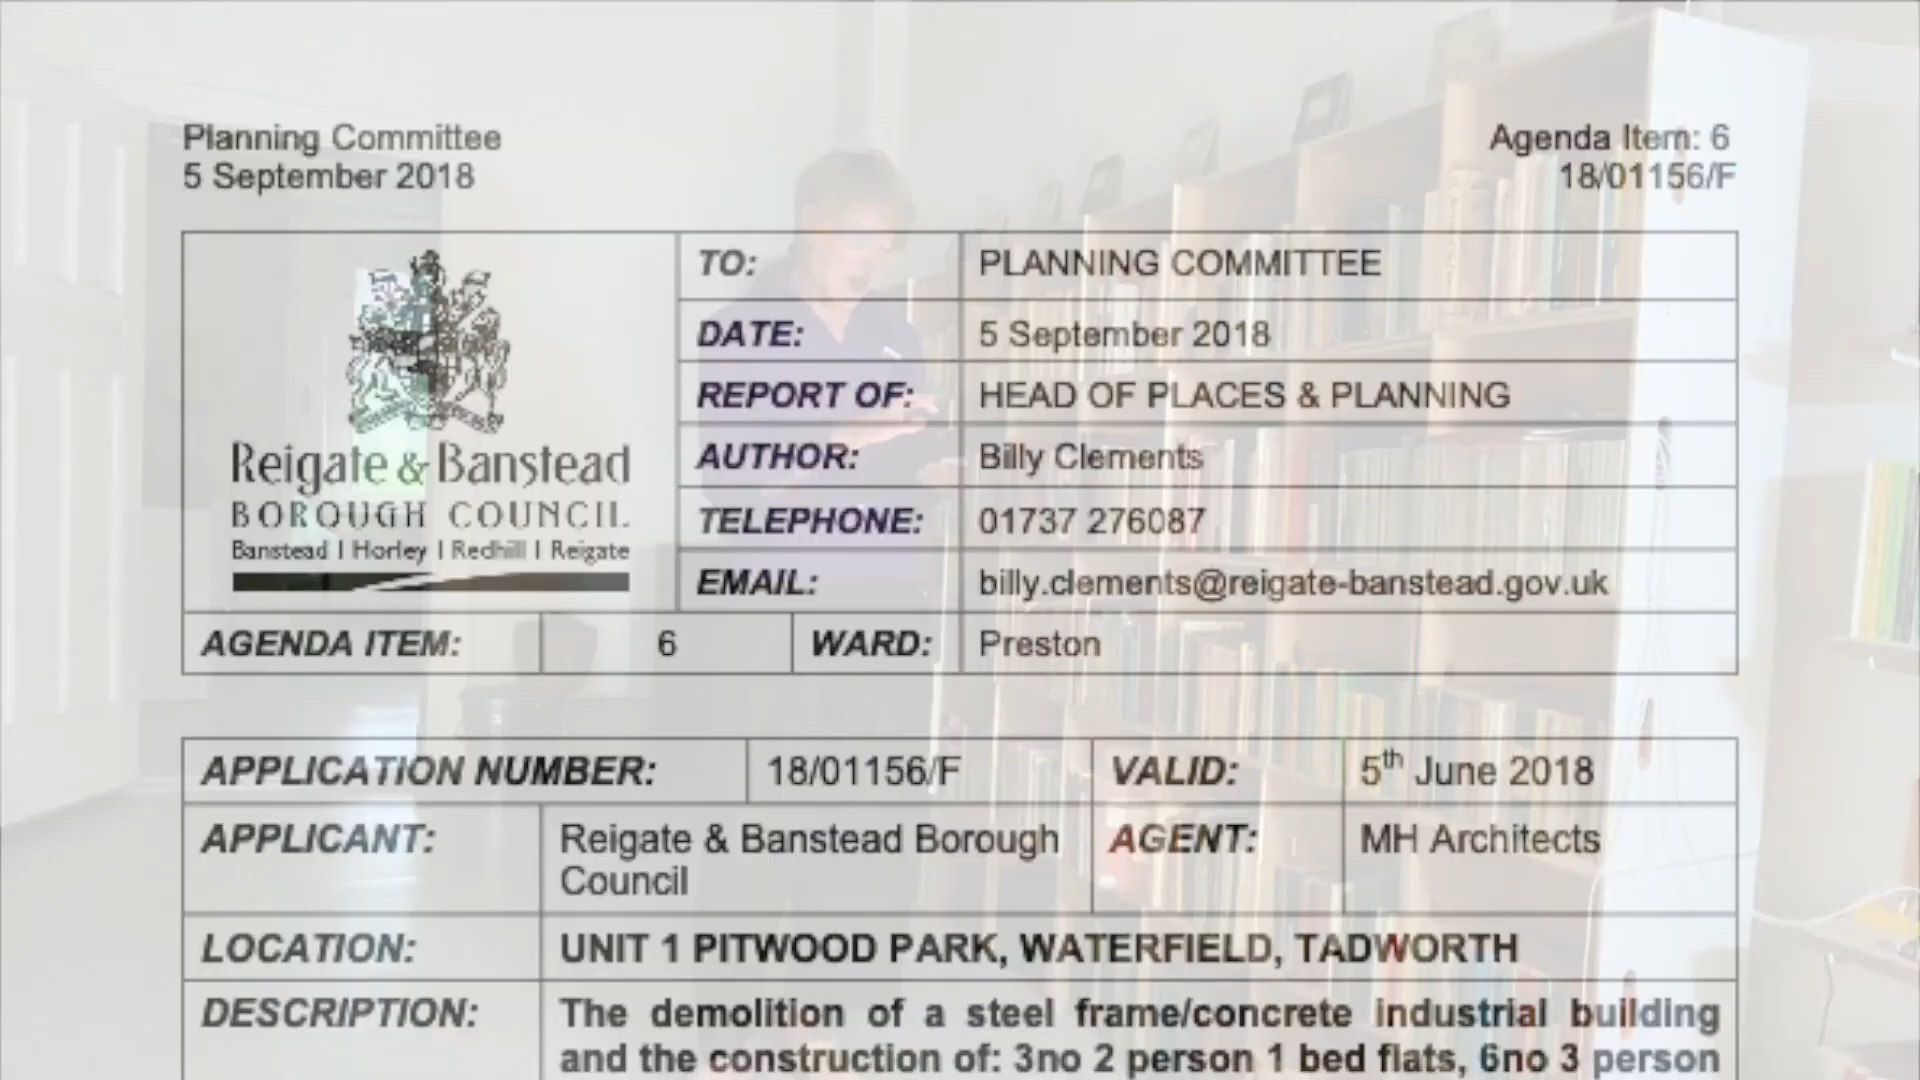 Planning Committee
5 September 2018
Agenda Item: 6
18/01156/F
Reigate & Banstead
BOROUGH COUNCIL
Banstead I Horley I Redhill I Reigate
TO: PLANNING COMMITTEE
DATE: 5 September 2018
REPORT OF: HEAD OF PLACES & PLANNING
AUTHOR: Billy Clements
TELEPHONE: 01737 276087
EMAIL: billy.clements@reigate-banstead.gov.uk
AGENDA ITEM: 6 WARD: Preston
APPLICATION NUMBER: 18/01156/F VALID: 5th June 2018
APPLICANT: Reigate & Banstead Borough AGENT: MH Architects
Council
LOCATION: UNIT 1 PITWOOD PARK, WATERFIELD, TADWORTH
DESCRIPTION: The demolition of a steel frame/concrete industrial building
and the construction of: 3no 2 person 1 bed flats, 6no 3 person